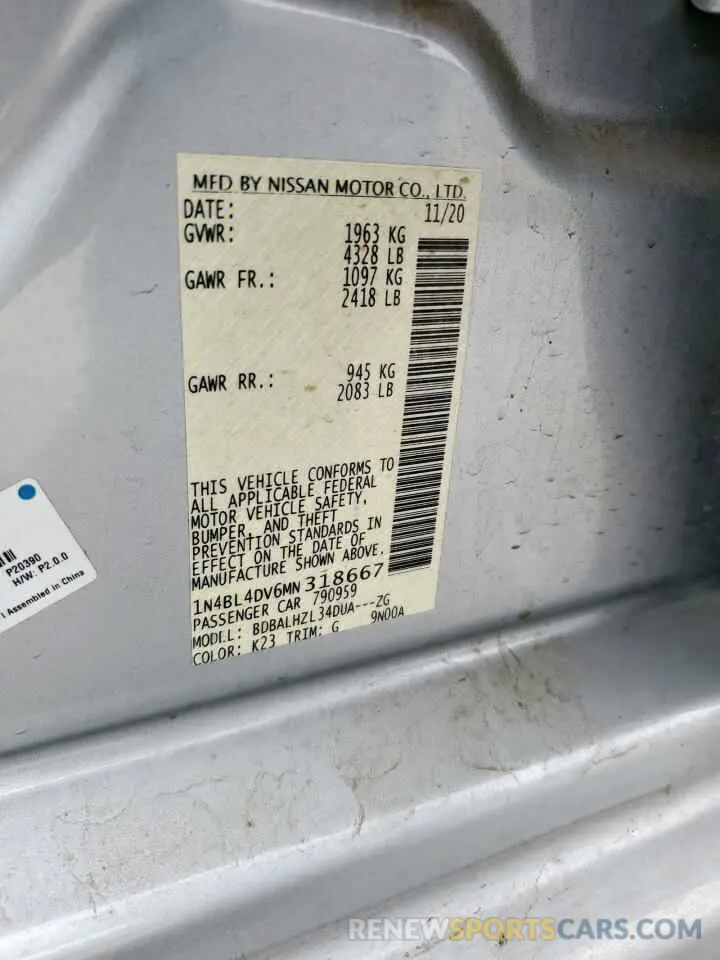 MFD BY NISSAN MOTOR CO., LTD.
DATE: 11/20
GVWR: 1963 KG
4328 LB
GAWR FR.: 1097 KG
2418 LB
GAWR RR.: 945 KG
2083 LB
THIS VEHICLE CONFORMS TO
ALL APPLICABLE FEDERAL
MOTOR VEHICLE SAFETY,
BUMPER, AND THEFT
PREVENTION STANDARDS IN
EFFECT ON THE DATE OF
MANUFACTURE SHOWN ABOVE.
1N4BL4DV6MN318667
PASSENGER CAR 790959
MODEL: BDBALHZL34DUA---ZG
COLOR: K23 TRIM: G 9N00A
P20390
H/W: P2.0.0
Assembled in China
RENEWSPORTSCARS.COM